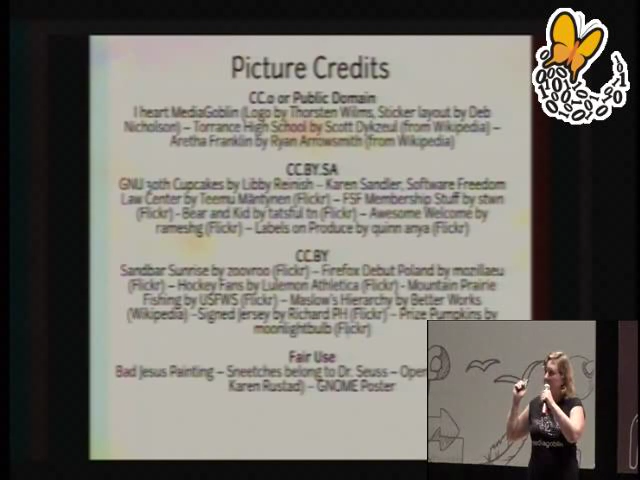 Picture Credits
CC.0 or Public Domain
I heart MediaGoblin (Logo by Thorsten Wilms, Sticker layout by Deb
Nicholson) – Torrance High School by Scott Dykzeul (from Wikipedia) –
Aretha Franklin by Ryan Arrowsmith (from Wikipedia)
CC.BY.SA
GNU 30th Cupcakes by Libby Reinish – Karen Sandler, Software Freedom
Law Center by Teemu Mäntynen (Flickr) – FSF Membership Stuff by stwn
(Flickr) - Bear and Kid by tatsful tn (Flickr) – Awesome Welcome by
rameshg (Flickr) – Labels on Produce by quinn anya (Flickr)
CC.BY
Sandbar Sunrise by zoovroo (Flickr) – Firefox Debut Poland by mozillaeu
(Flickr) – Hockey Fans by Lulemon Athletica (Flickr) - Mountain Prairie
Fishing by USFWS (Flickr) – Maslow's Hierarchy by Better Works
(Wikipedia) -Signed Jersey by Richard PH (Flickr) – Prize Pumpkins by
moonlightbulb (Flickr)
Fair Use
Bad Jesus Painting – Sneetches belong to Dr. Seuss – Oper
Karen Rustad) – GNOME Poster
mediagoblin